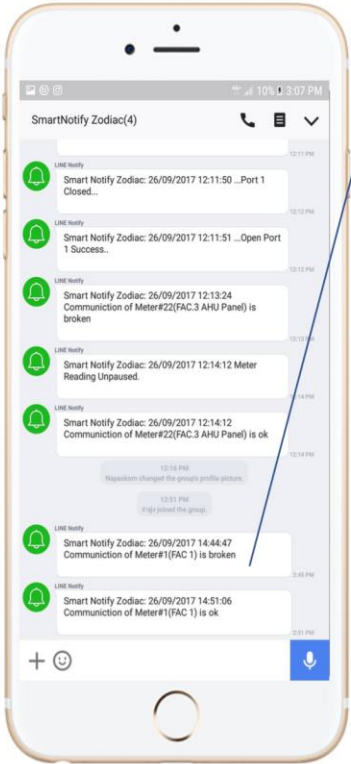 10% 3:07 PM
SmartNotify Zodiac(4)
12:11 PM
LINE Notify
Smart Notify Zodiac: 26/09/2017 12:11:50 ...Port 1
Closed...
12:12 PM
LINE Notify
Smart Notify Zodiac: 26/09/2017 12:11:51 ...Open Port
1 Success..
12:12 PM
LINE Notify
Smart Notify Zodiac: 26/09/2017 12:13:24
Communiction of Meter#22(FAC.3 AHU Panel) is
broken
12:13 PM
LINE Notify
Smart Notify Zodiac: 26/09/2017 12:14:12 Meter
Reading Unpaused.
12:14 PM
LINE Notify
Smart Notify Zodiac: 26/09/2017 12:14:12
Communiction of Meter#22(FAC.3 AHU Panel) is ok
12:14 PM
12:16 PM
changed the group's profile picture.
12:51 PM
joined the group.
LINE Notify
Smart Notify Zodiac: 26/09/2017 14:44:47
Communiction of Meter#1(FAC 1) is broken
2:45 PM
LINE Notify
Smart Notify Zodiac: 26/09/2017 14:51:06
Communiction of Meter#1(FAC 1) is ok
2:51 PM